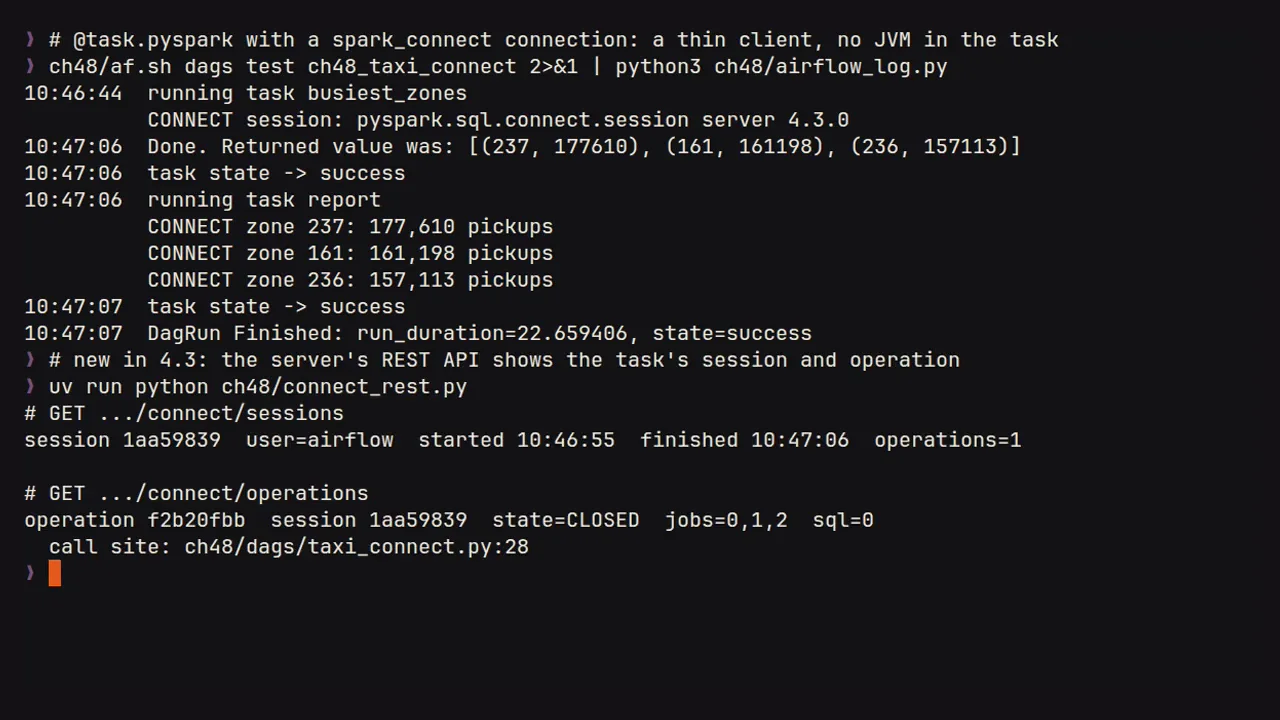 ❯ # @task.pyspark with a spark_connect connection: a thin client, no JVM in the task
❯ ch48/af.sh dags test ch48_taxi_connect 2>&1 | python3 ch48/airflow_log.py
10:46:44  running task busiest_zones
          CONNECT session: pyspark.sql.connect.session server 4.3.0
10:47:06  Done. Returned value was: [(237, 177610), (161, 161198), (236, 157113)]
10:47:06  task state -> success
10:47:06  running task report
          CONNECT zone 237: 177,610 pickups
          CONNECT zone 161: 161,198 pickups
          CONNECT zone 236: 157,113 pickups
10:47:07  task state -> success
10:47:07  DagRun Finished: run_duration=22.659406, state=success
❯ # new in 4.3: the server's REST API shows the task's session and operation
❯ uv run python ch48/connect_rest.py
# GET .../connect/sessions
session 1aa59839  user=airflow  started 10:46:55  finished 10:47:06  operations=1

# GET .../connect/operations
operation f2b20fbb  session 1aa59839  state=CLOSED  jobs=0,1,2  sql=0
  call site: ch48/dags/taxi_connect.py:28
❯